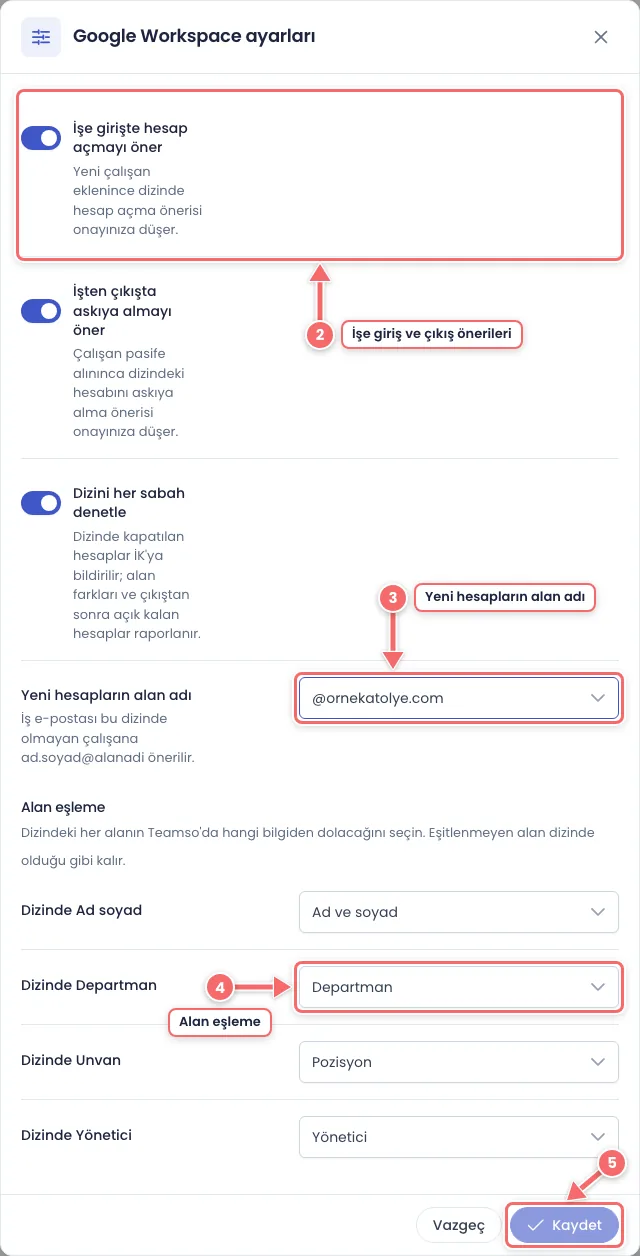 Google Workspace ayarları
İşe girişte hesap
açmayı öner
Yeni çalışan
eklenince dizinde
hesap açma önerisi
onayınıza düşer.
İşten çıkışta
askıya almayı
öner
2
İşe giriş ve çıkış önerileri
Çalışan pasife
alınınca dizindeki
hesabını askıya
alma önerisi
onayınıza düşer.
Dizini her sabah
denetle
Dizinde kapatılan
hesaplar İK'ya
bildirilir; alan
farkları ve çıkıştan
sonra açık kalan
hesaplar raporlanır.
3
Yeni hesapların alan adı
Yeni hesapların alan adı
@ornekatolye.com
İş e-postası bu dizinde
olmayan çalışana
ad.soyad@alanadi önerilir.
Alan eşleme
Dizindeki her alanın Teamso'da hangi bilgiden dolacağını seçin. Eşitlenmeyen alan dizinde
olduğu gibi kalır.
Dizinde Ad soyad
Ad ve soyad
Dizinde Departman
4
Departman
Alan eşleme
Dizinde Unvan
Pozisyon
Dizinde Yönetici
Yönetici
5
Vazgeç
Kaydet